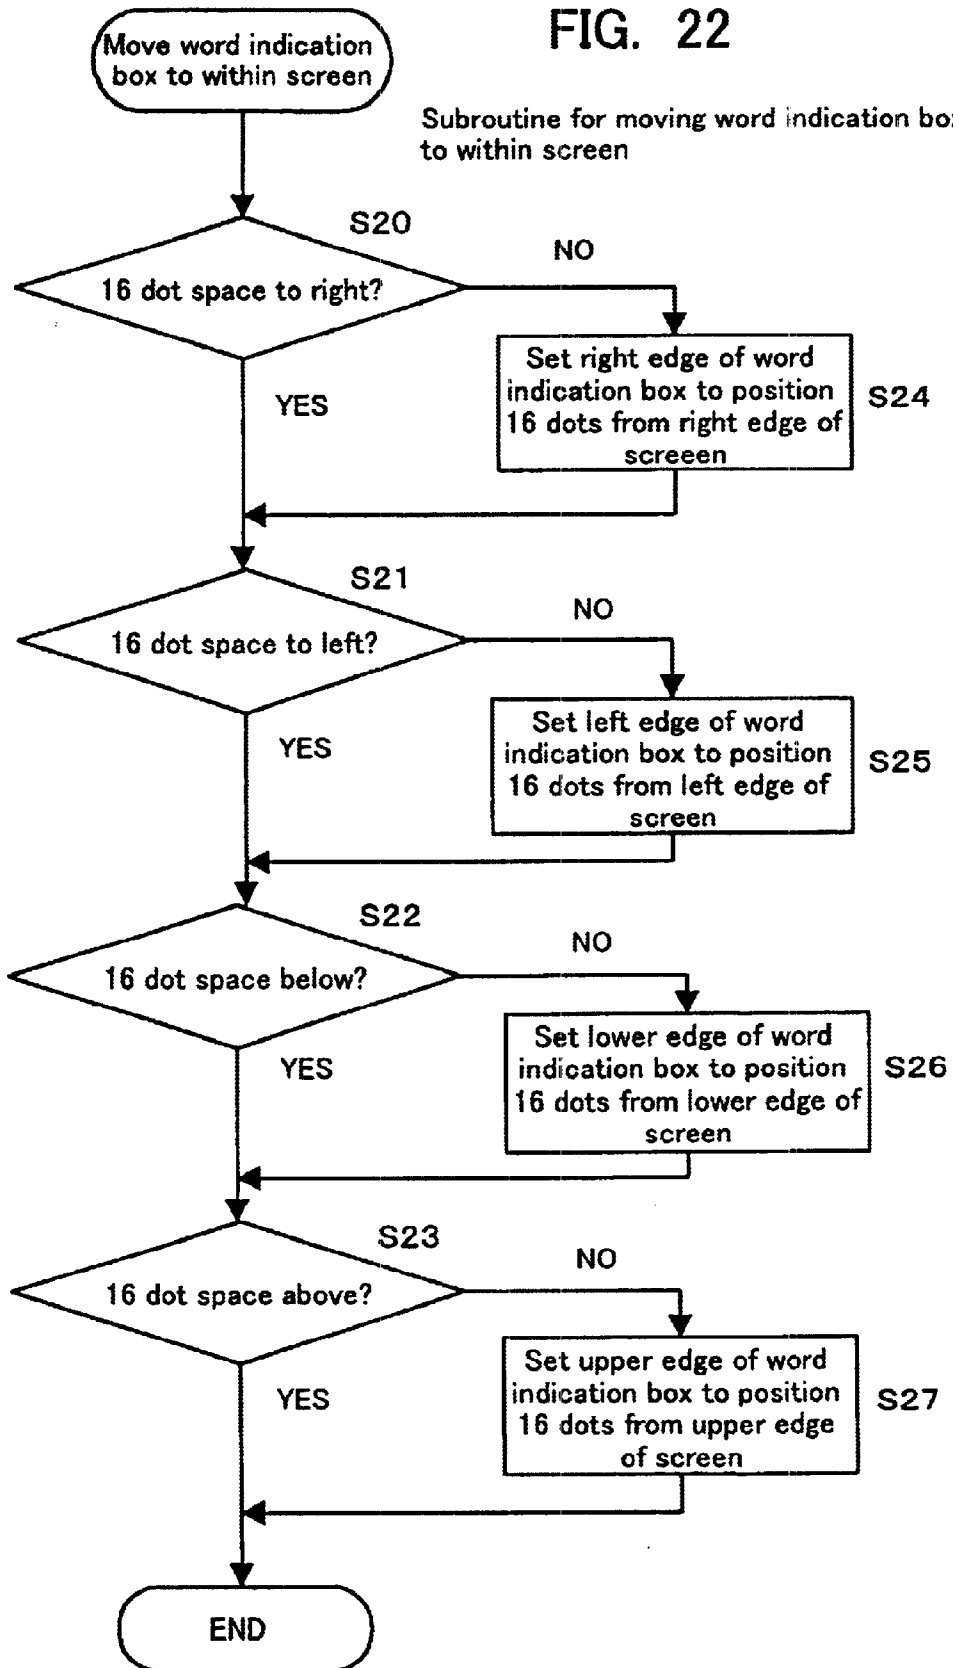 FIG. 22
Move word indication
box to within screen
Subroutine for moving word indication box
to within screen
S20
NO
16 dot space to right?
YES
Set right edge of word
indication box to position
16 dots from right edge of
screeen
S24
S21
NO
16 dot space to left?
YES
Set left edge of word
indication box to position
16 dots from left edge of
screen
S25
S22
NO
16 dot space below?
YES
Set lower edge of word
indication box to position
16 dots from lower edge of
screen
S26
S23
NO
16 dot space above?
YES
Set upper edge of word
indication box to position
16 dots from upper edge
of screen
S27
END